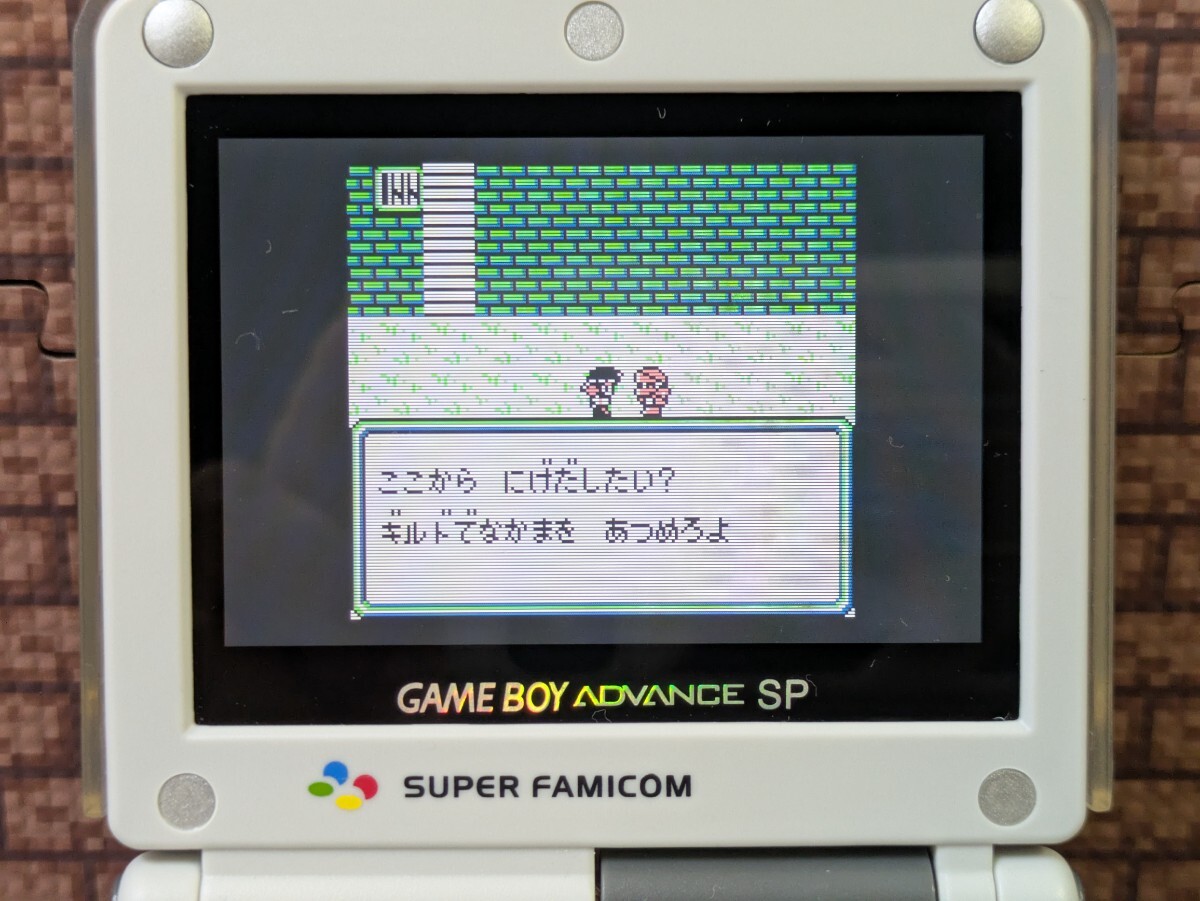 INN
ここから にげだしたい?
ギルドでなかまを あつめろよ
GAME BOY ADVANCE SP
SUPER FAMICOM